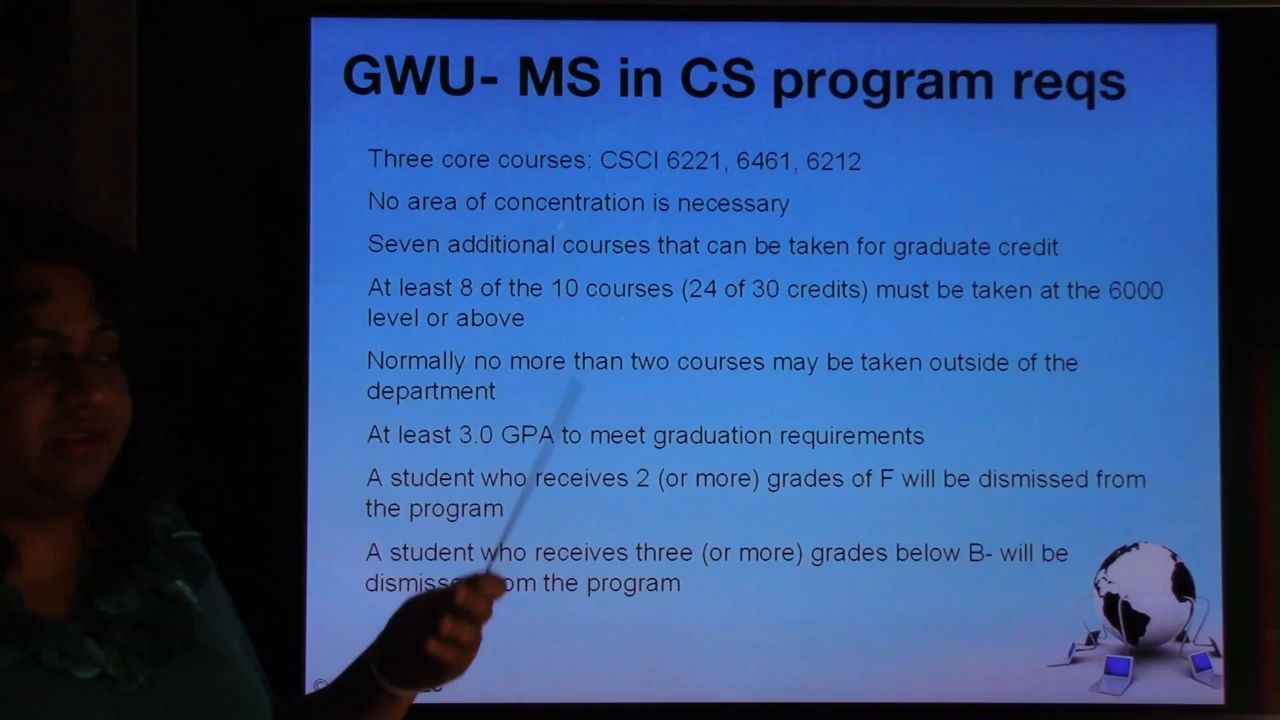 GWU- MS in CS program reqs
Three core courses: CSCI 6221, 6461, 6212
No area of concentration is necessary
Seven additional courses that can be taken for graduate credit
At least 8 of the 10 courses (24 of 30 credits) must be taken at the 6000
level or above
Normally no more than two courses may be taken outside of the
department
At least 3.0 GPA to meet graduation requirements
A student who receives 2 (or more) grades of F will be dismissed from
the program
A student who receives three (or more) grades below B- will be
from the program
©